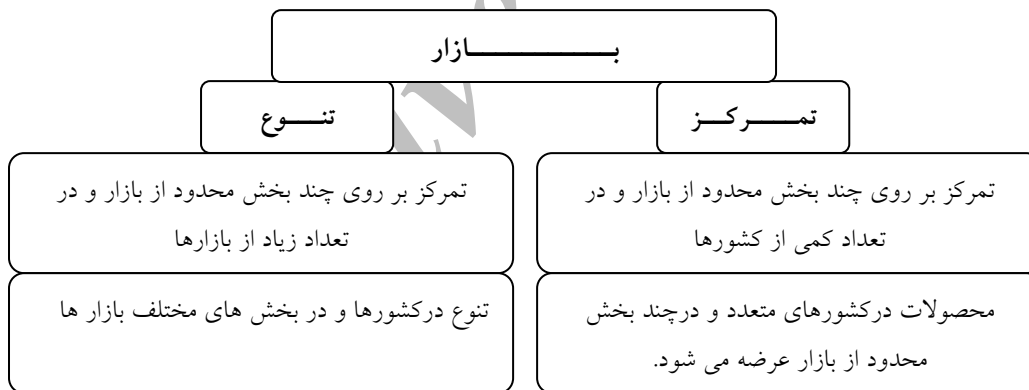 بـــــــــازار
تمـــرکـــز
تنـــوع
تمرکز بر روی چند بخش محدود از بازار و در
تعداد کمی از کشورها
تمرکز بر روی چند بخش محدود از بازار و در
تعداد زیاد از بازارها
محصولات درکشورهای متعدد و درچند بخش
محدود از بازار عرضه می شود.
تنوع درکشورها و در بخش های مختلف بازار ها